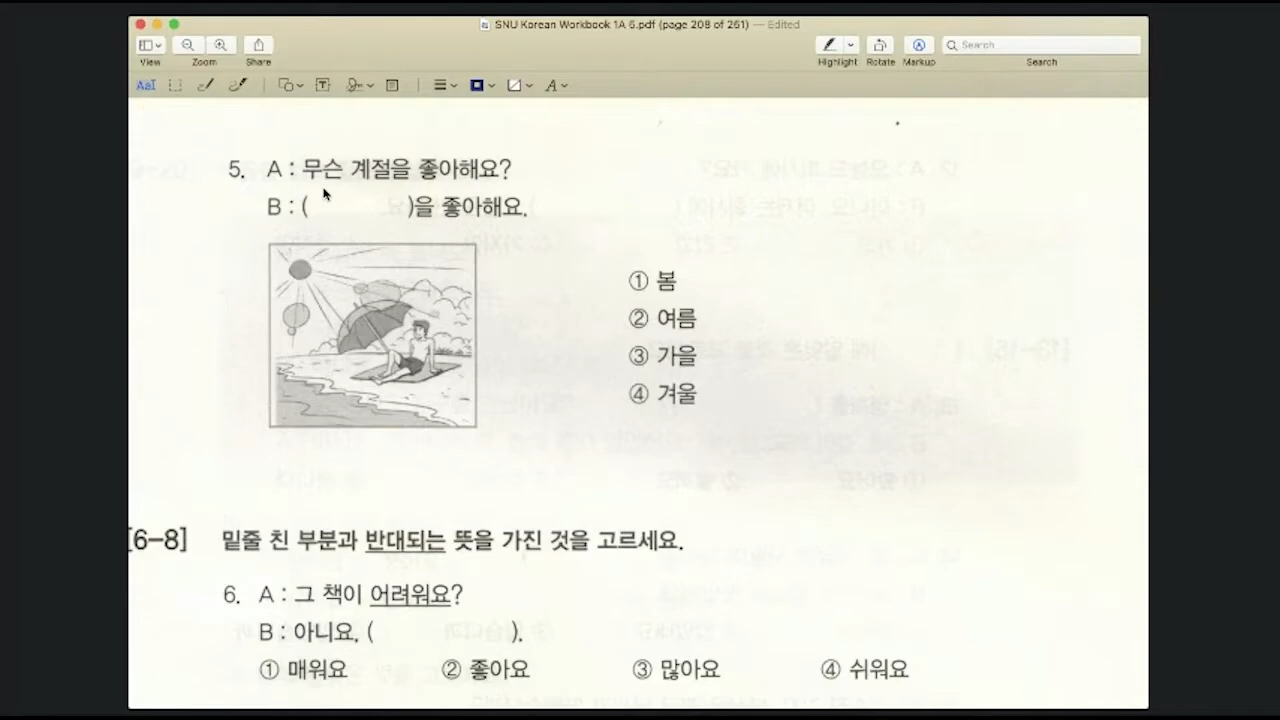 SNU Korean Workbook 1A 6.pdf (page 208 of 261) — Edited
View Zoom Share Highlight Rotate Markup Search
Search
AaI
5. A : 무슨 계절을 좋아해요?
B : ( )을 좋아해요.
① 봄
② 여름
③ 가을
④ 겨울
[6–8] 밑줄 친 부분과 반대되는 뜻을 가진 것을 고르세요.
6. A : 그 책이 어려워요?
B : 아니요, ( ).
① 매워요 ② 좋아요 ③ 많아요 ④ 쉬워요